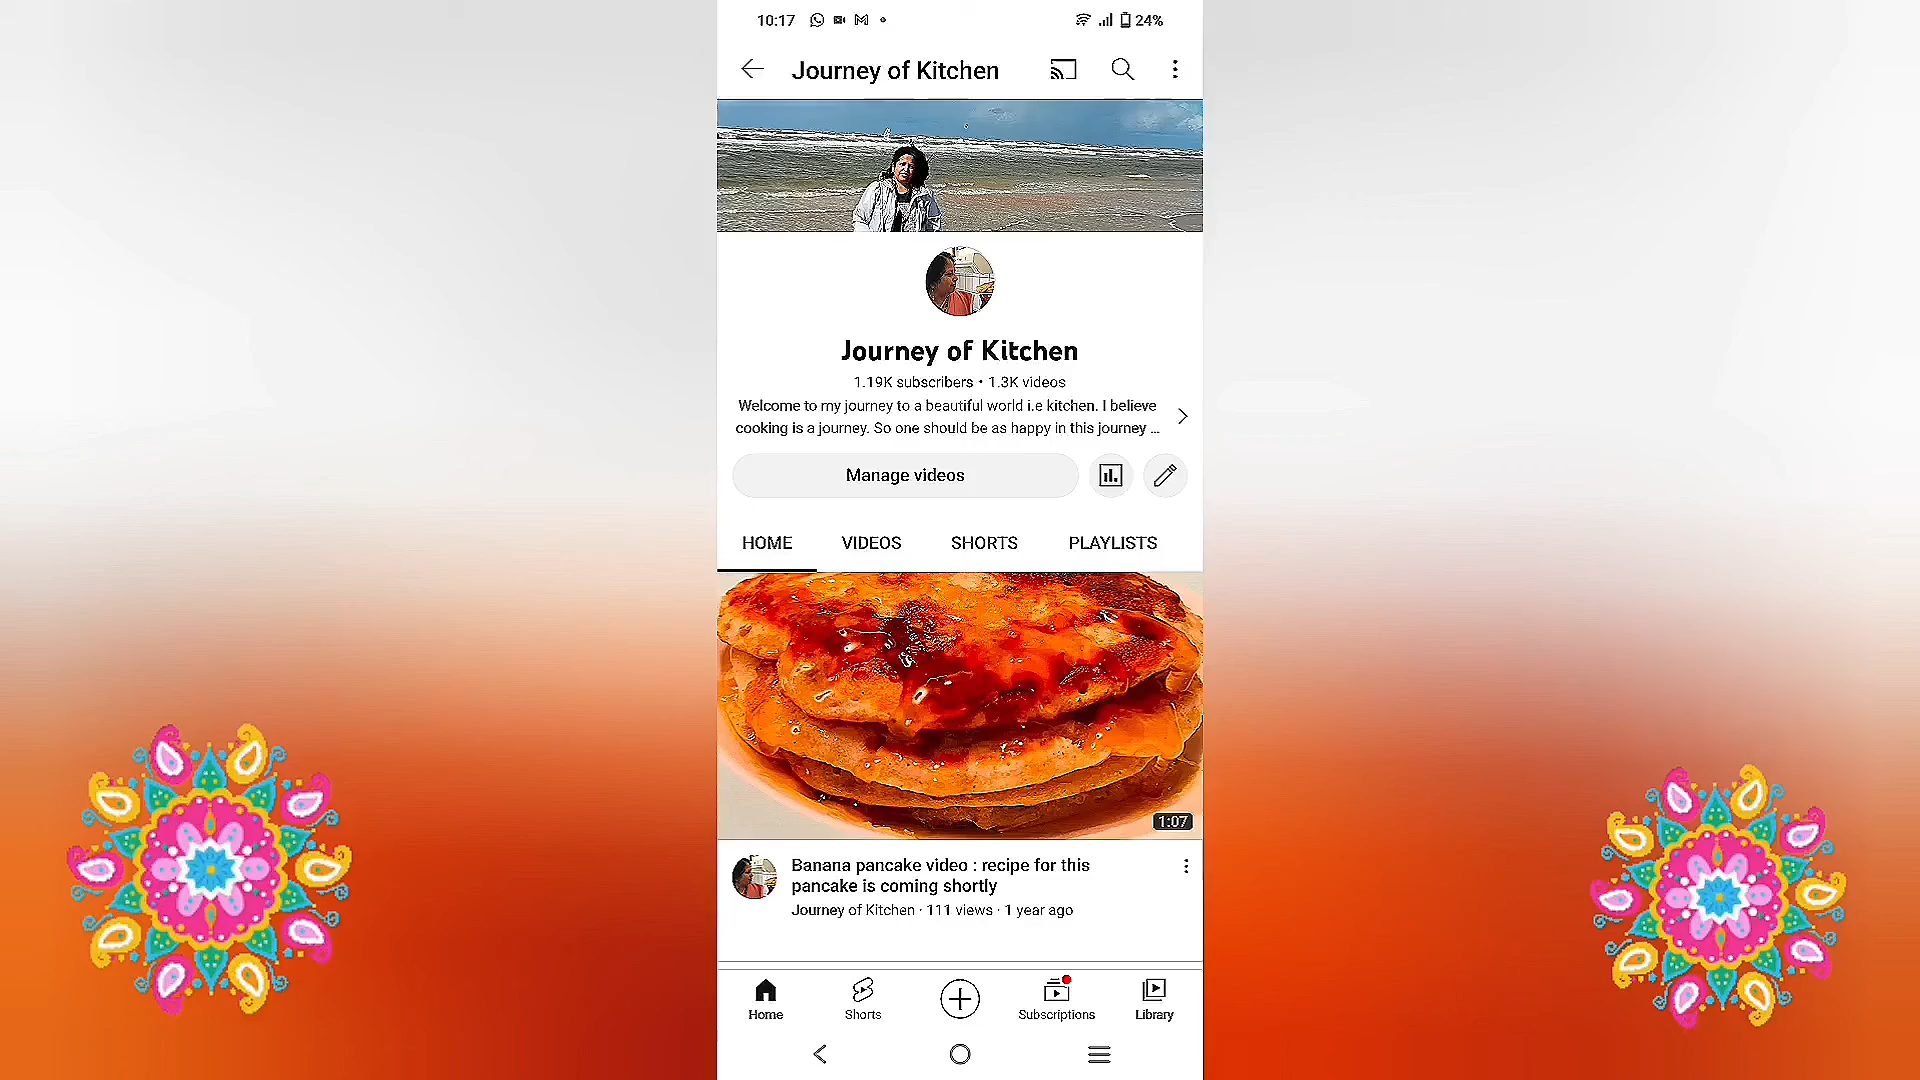 10:17
24%
Journey of Kitchen
Journey of Kitchen
1.19K subscribers • 1.3K videos
Welcome to my journey to a beautiful world i.e kitchen. I believe
cooking is a journey. So one should be as happy in this journey ...
Manage videos
HOME VIDEOS SHORTS PLAYLISTS
1:07
Banana pancake video : recipe for this
pancake is coming shortly
Journey of Kitchen · 111 views · 1 year ago
Home Shorts Subscriptions Library